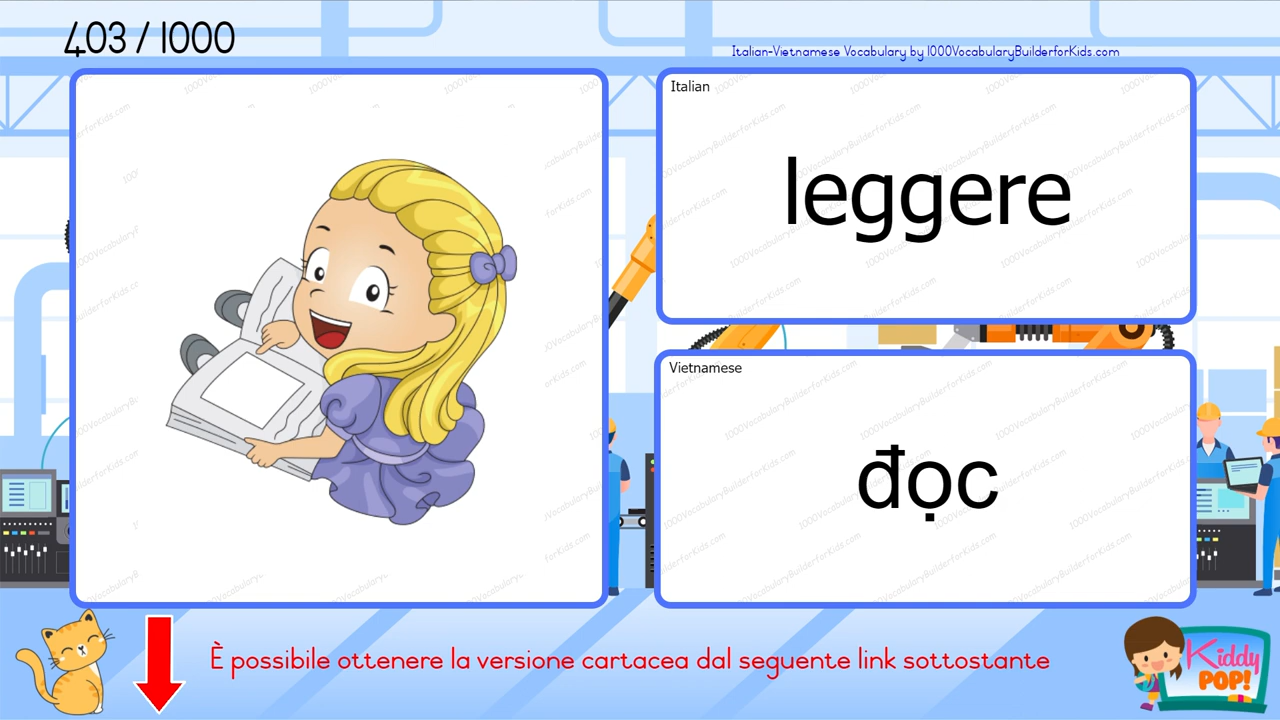 403 / 1000
Italian-Vietnamese Vocabulary by 1000VocabularyBuilderforKids.com
Italian
leggere
Vietnamese
đọc
È possibile ottenere la versione cartacea dal seguente link sottostante
Kiddy
POP!